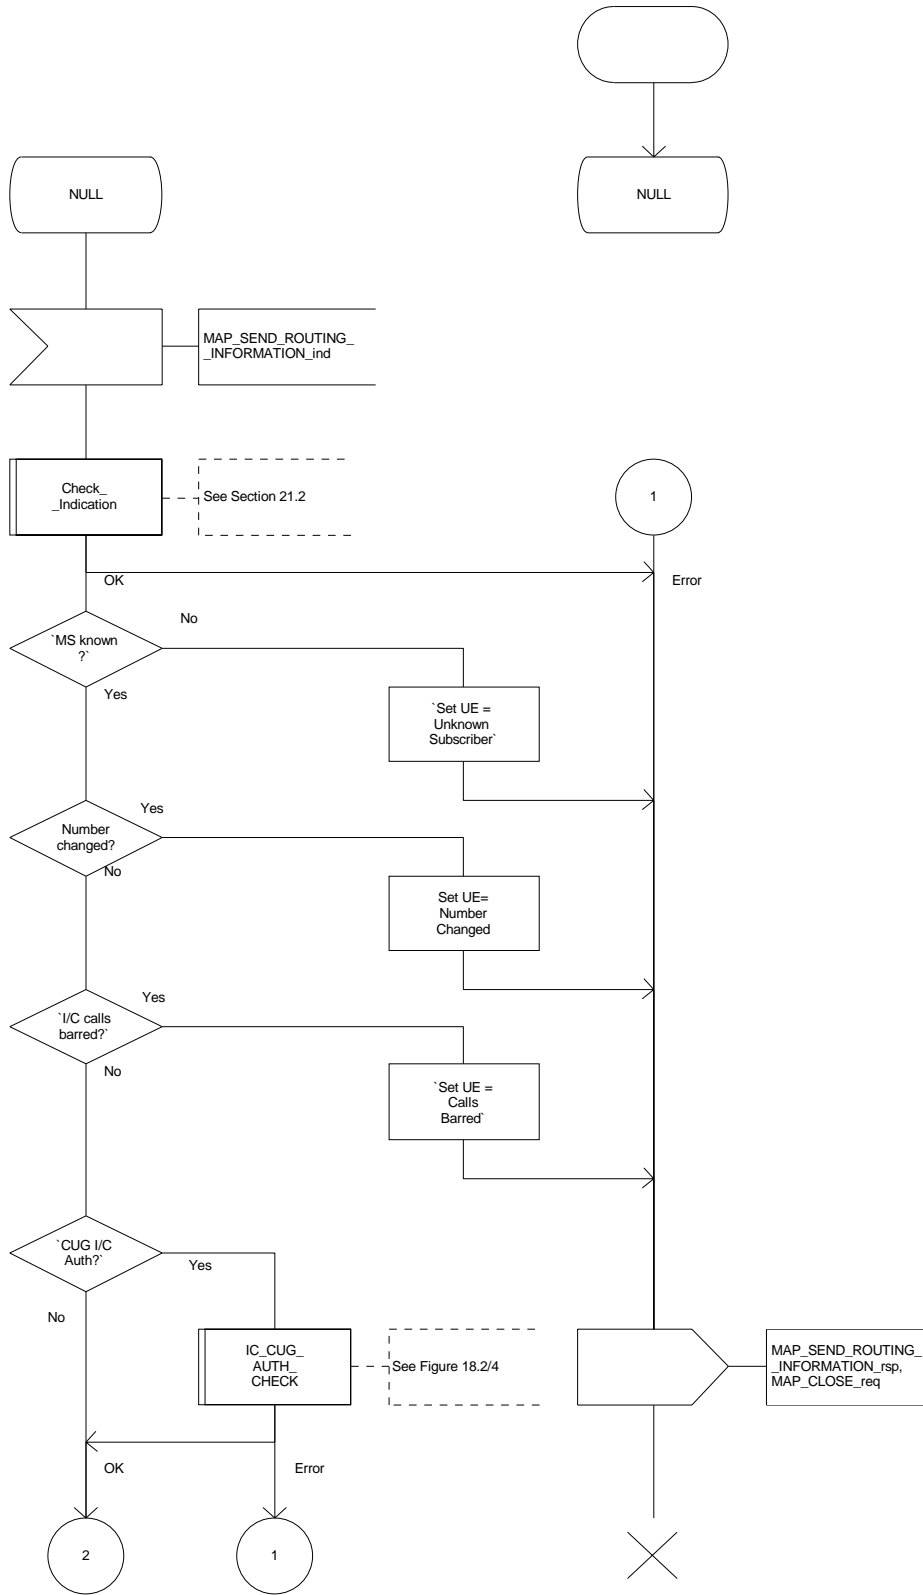 NULL
NULL
MAP_SEND_ROUTING_
_INFORMATION_ind
Check_
_Indication
See Section 21.2
1
OK
Error
No
`MS known
?`
Yes
`Set UE =
Unknown
Subscriber`
Yes
Number
changed?
No
Set UE=
Number
Changed
Yes
`I/C calls
barred?`
No
`Set UE =
Calls
Barred`
`CUG I/C
Auth?`
Yes
No
IC_CUG_
AUTH_
CHECK
See Figure 18.2/4
MAP_SEND_ROUTING_
_INFORMATION_rsp,
MAP_CLOSE_req
OK
Error
2
1